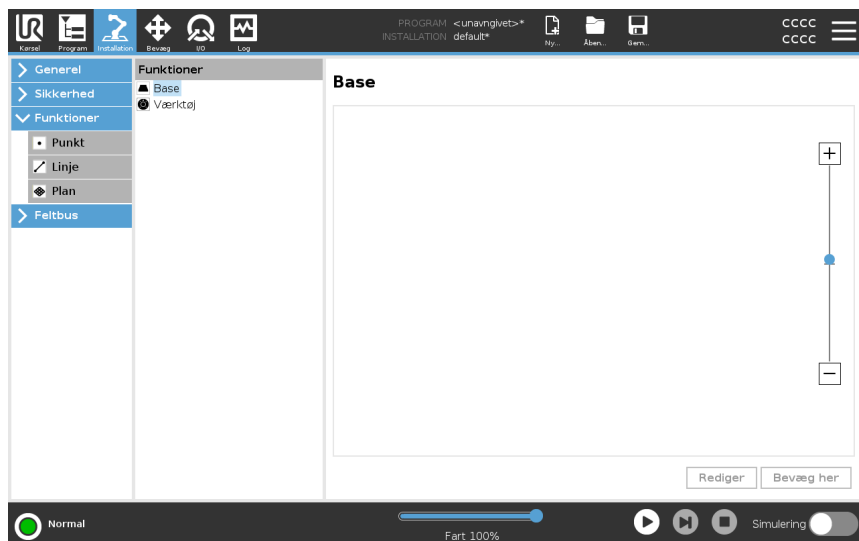 PROGRAM <unavngivet>*
INSTALLATION default*
CCCC
CCCC
Kørsel Program Installation Bevæg I/O Log Ny... Åben... Gem...
Generel
Sikkerhed
Funktioner
Punkt
Linje
Plan
Feltbus
Funktioner
Base
Værktøj
Base
Rediger Bevæg her
Normal
Fart 100%
Simulering